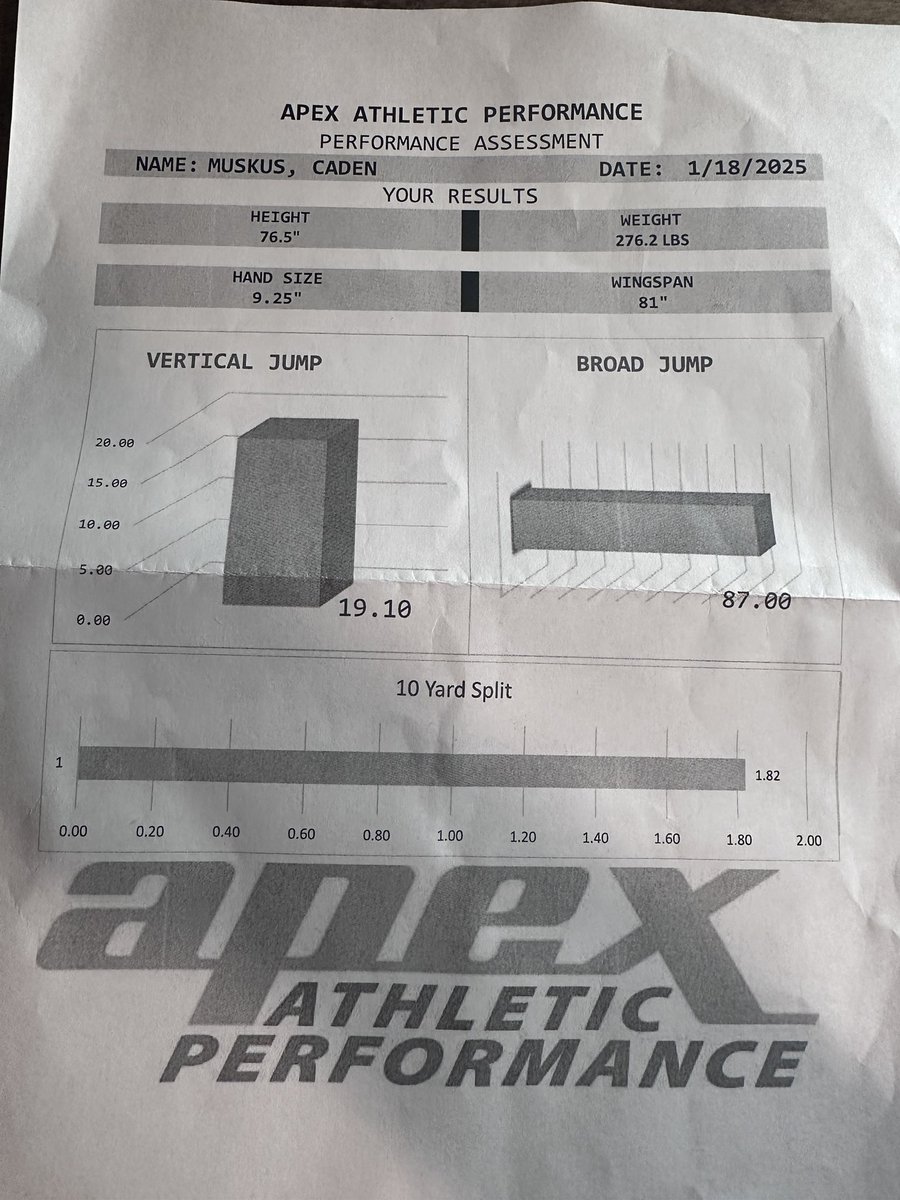 APEX ATHLETIC PERFORMANCE
PERFORMANCE ASSESSMENT
NAME: MUSKUS, CADEN DATE: 1/18/2025
YOUR RESULTS
HEIGHT WEIGHT
76.5" 276.2 LBS
HAND SIZE WINGSPAN
9.25" 81"
VERTICAL JUMP BROAD JUMP
20.00
15.00
10.00
5.00
0.00
19.10
87.00
10 Yard Split
1
1.82
0.00 0.20 0.40 0.60 0.80 1.00 1.20 1.40 1.60 1.80 2.00
apex
ATHLETIC
PERFORMANCE